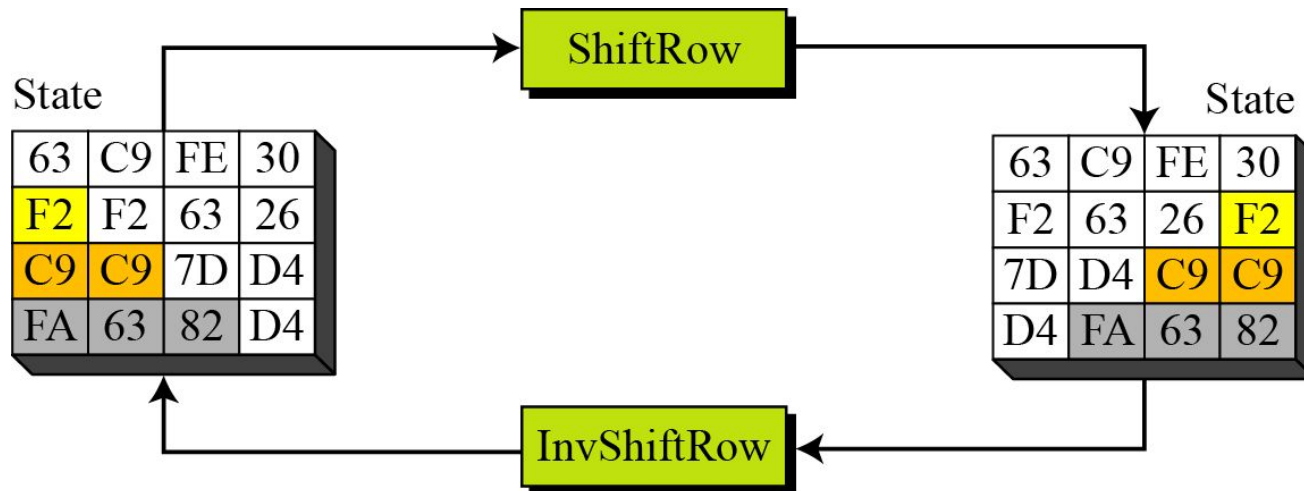 ShiftRow
State
63 C9 FE 30
F2 F2 63 26
C9 C9 7D D4
FA 63 82 D4
State
63 C9 FE 30
F2 63 26 F2
7D D4 C9 C9
D4 FA 63 82
InvShiftRow